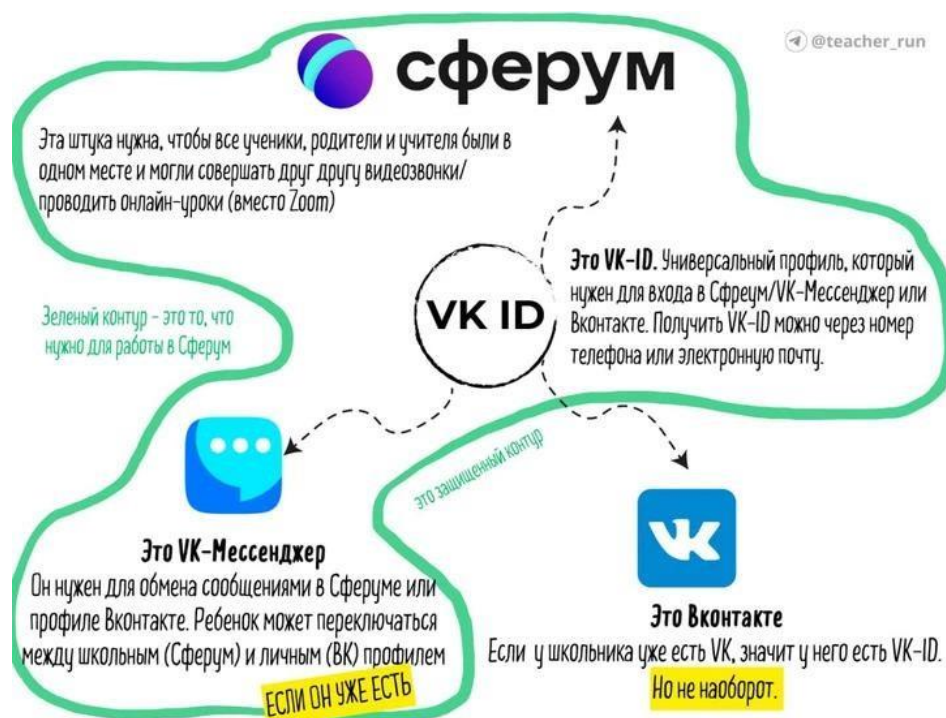 @teacher_run
сферум
Эта штука нужна, чтобы все ученики, родители и учителя были в
одном месте и могли совершать друг другу видеозвонки/
проводить онлайн-уроки (вместо Zoom)
VK ID
Это VK-ID. Универсальный профиль, который
нужен для входа в Сфреум/VK-Мессенджер или
Вконтакте. Получить VK-ID можно через номер
телефона или электронную почту.
Зеленый контур - это то, что
нужно для работы в Сферум
это защищенный контур
Это VK-Мессенджер
Он нужен для обмена сообщениями в Сферуме или
профиле Вконтакте. Ребенок может переключаться
между школьным (Сферум) и личным (ВК) профилем
ЕСЛИ ОН УЖЕ ЕСТЬ
Это Вконтакте
Если у школьника уже есть VK, значит у него есть VK-ID.
Но не наоборот.